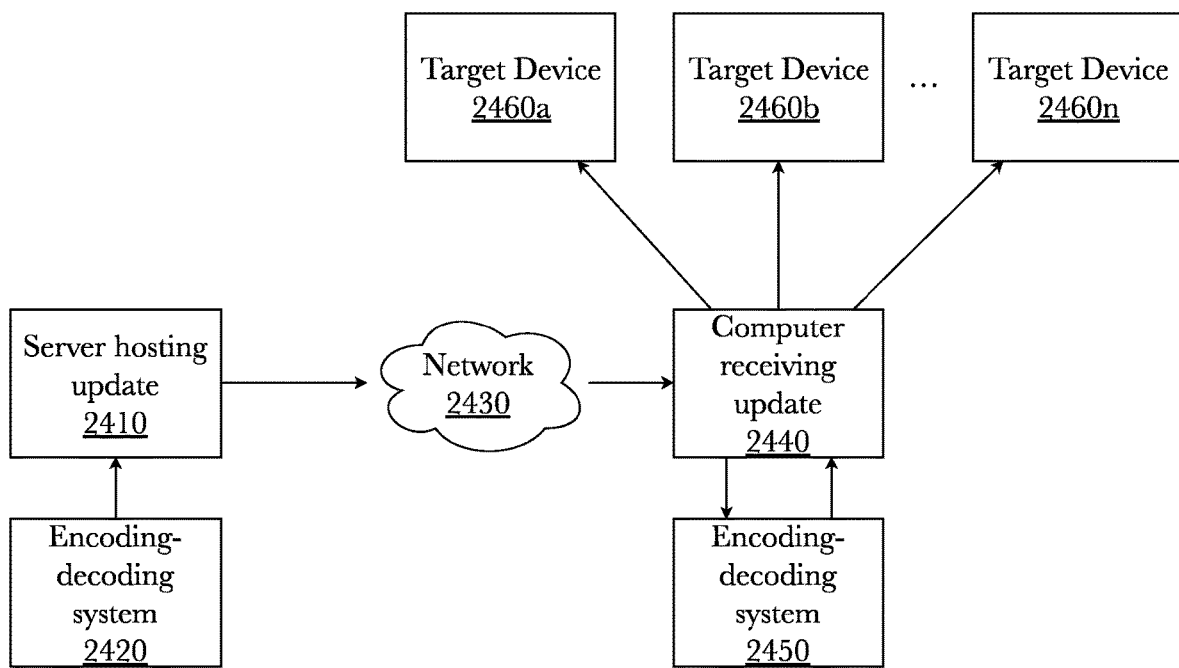 Target Device
2460a
Target Device
2460b
...
Target Device
2460n
Server hosting
update
2410
Network
2430
Computer
receiving
update
2440
Encoding-
decoding
system
2420
Encoding-
decoding
system
2450